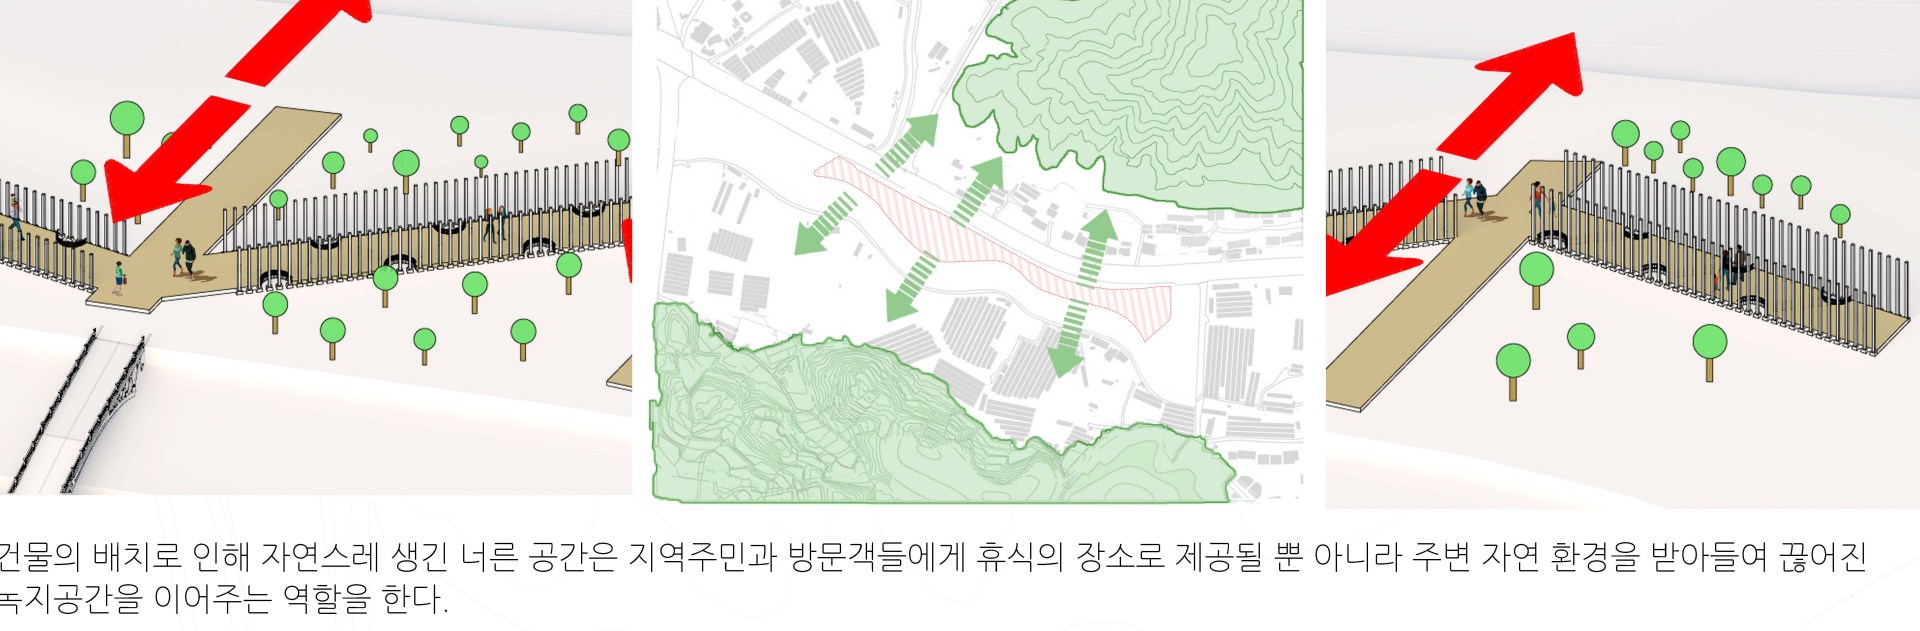 건물의 배치로 인해 자연스레 생긴 너른 공간은 지역주민과 방문객들에게 휴식의 장소로 제공될 뿐 아니라 주변 자연 환경을 받아들여 끊어진
녹지공간을 이어주는 역할을 한다.